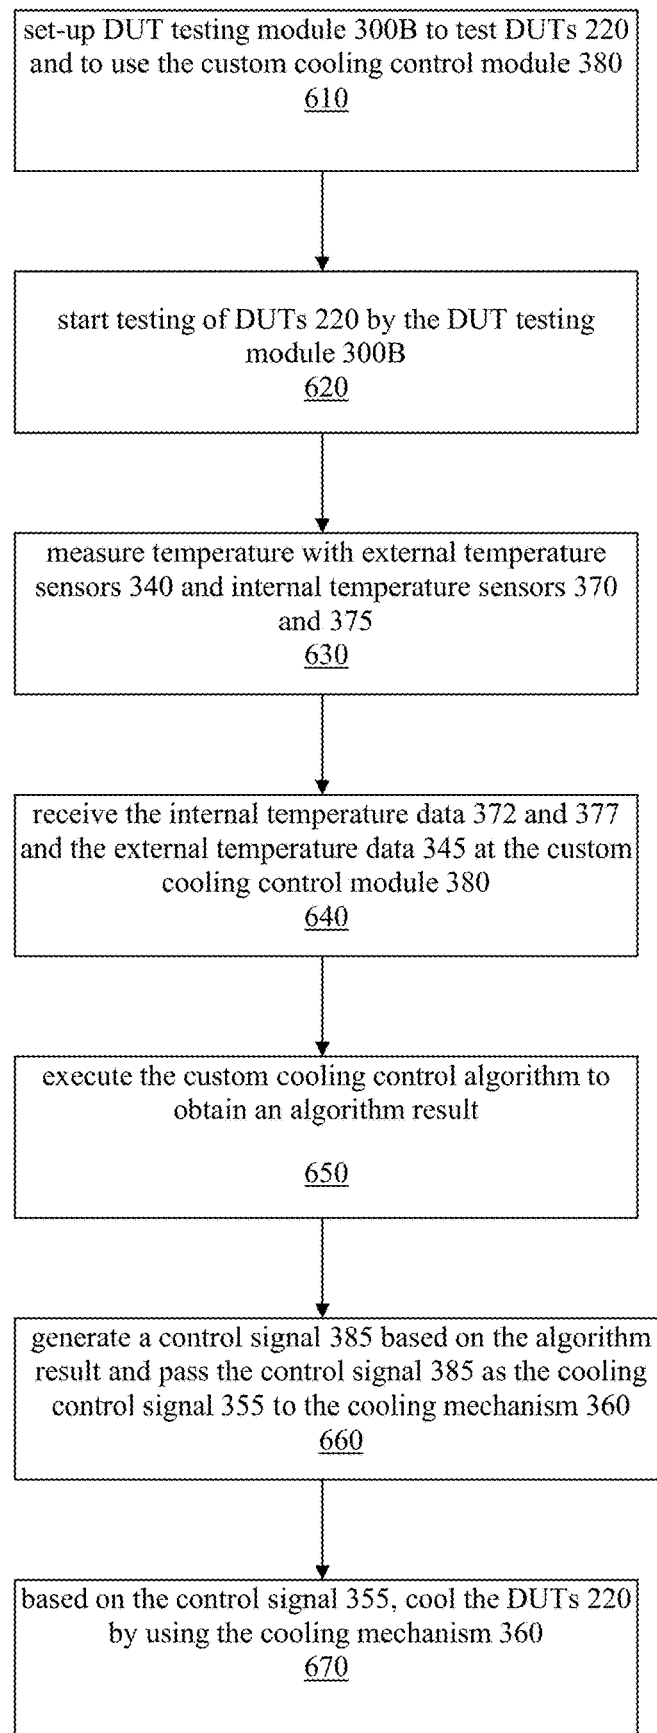 set-up DUT testing module 300B to test DUTs 220
and to use the custom cooling control module 380
610
start testing of DUTs 220 by the DUT testing
module 300B
620
measure temperature with external temperature
sensors 340 and internal temperature sensors 370
and 375
630
receive the internal temperature data 372 and 377
and the external temperature data 345 at the custom
cooling control module 380
640
execute the custom cooling control algorithm to
obtain an algorithm result
650
generate a control signal 385 based on the algorithm
result and pass the control signal 385 as the cooling
control signal 355 to the cooling mechanism 360
660
based on the control signal 355, cool the DUTs 220
by using the cooling mechanism 360
670